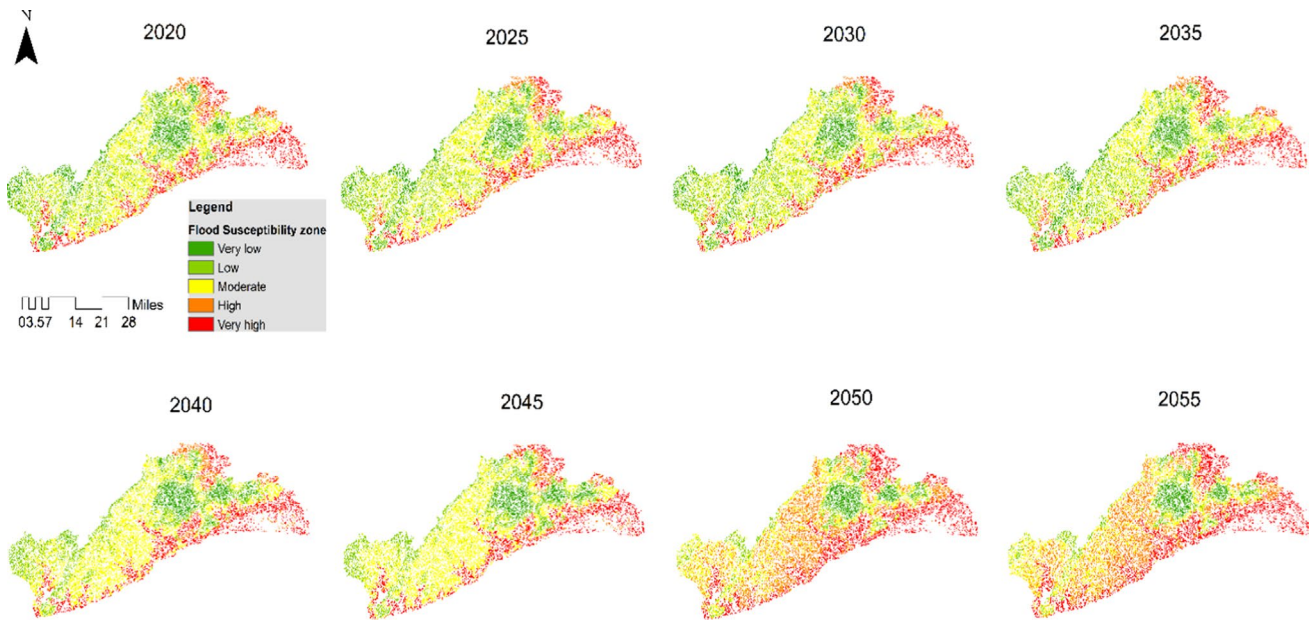 N
2020
2025
2030
2035
Legend
Flood Susceptibility zone
Very low
Low
Moderate
High
Very high
Miles
03.57 14 21 28
2040
2045
2050
2055